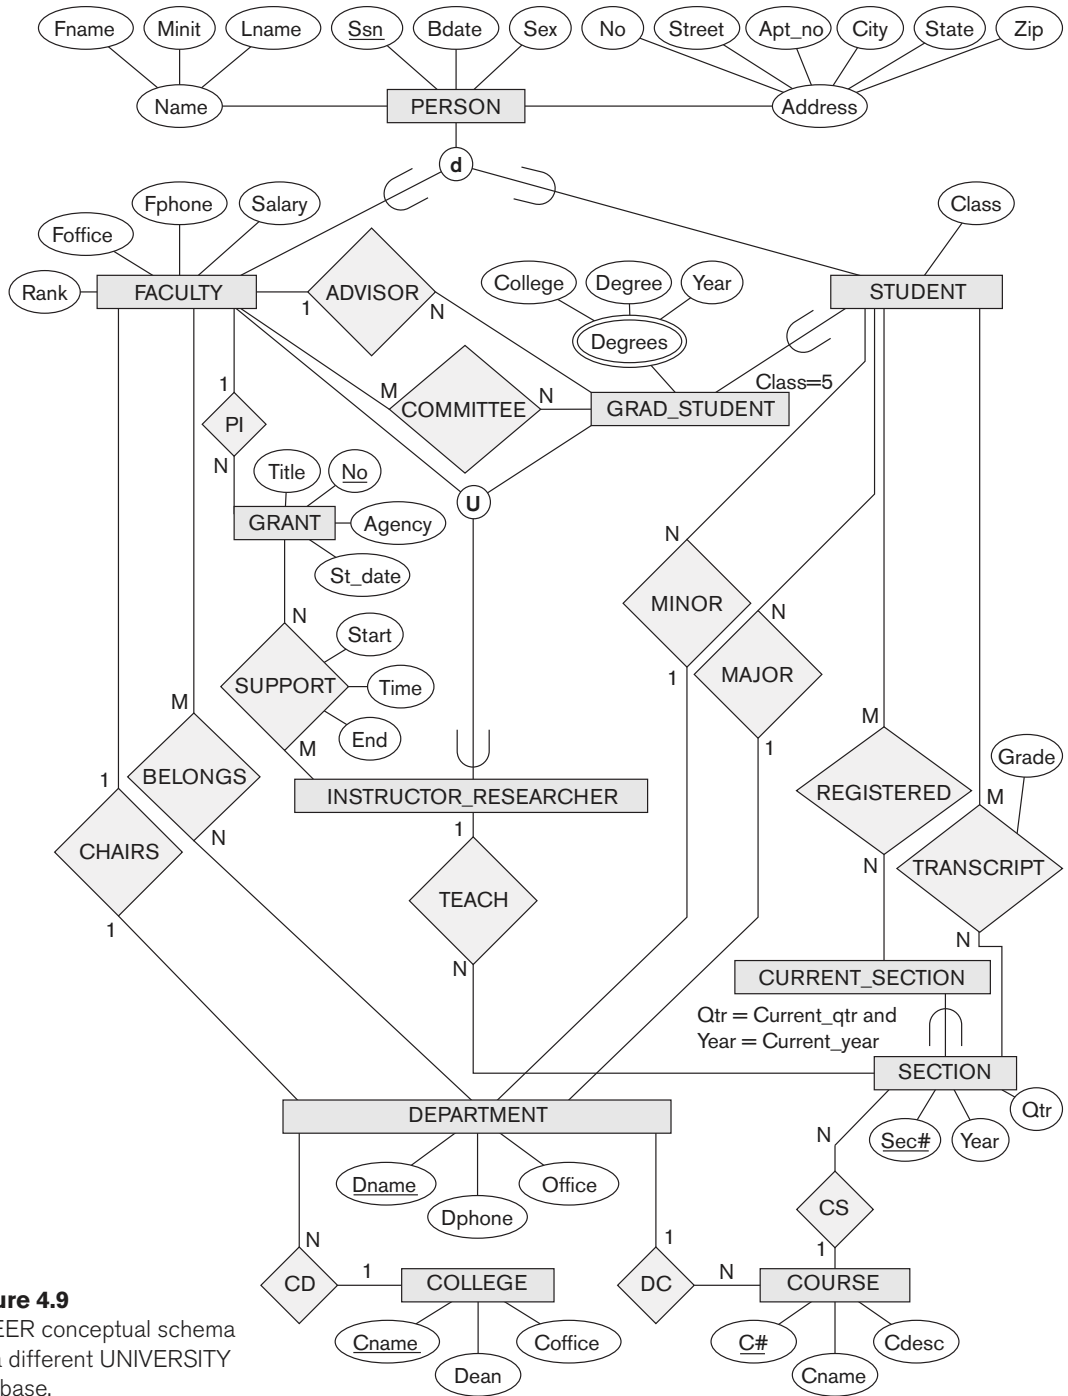 Fname Minit Lname Ssn Bdate Sex No Street Apt_no City State Zip
Name PERSON Address
d
Fphone Salary Class
Foffice
Rank FACULTY ADVISOR College Degree Year STUDENT
1 N
Degrees
Class=5
1 M COMMITTEE N GRAD_STUDENT
PI
N Title No
U
GRANT Agency
N
St_date
N Start MINOR N
SUPPORT Time 1 MAJOR
M End M
M 1 Grade
1 BELONGS INSTRUCTOR_RESEARCHER REGISTERED M
N 1
CHAIRS N TRANSCRIPT
TEACH
1 N N
CURRENT_SECTION
Qtr = Current_qtr and
Year = Current_year
SECTION
DEPARTMENT Qtr
N Sec# Year
Dname Office
Dphone CS
N 1 1
CD 1 COLLEGE DC N COURSE
Cname Coffice C# Cdesc
Dean Cname
ure 4.9
EER conceptual schema
a different UNIVERSITY
base.